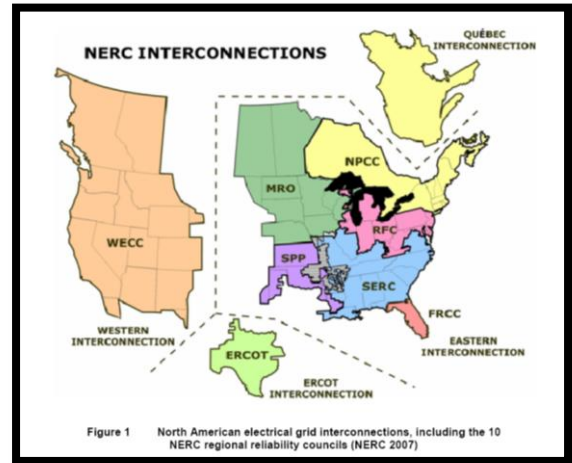 NERC INTERCONNECTIONS
QUÉBEC
INTERCONNECTION
NPCC
MRO
RFC
WECC
SPP
SERC
FRCC
WESTERN
INTERCONNECTION
EASTERN
INTERCONNECTION
ERCOT
ERCOT
INTERCONNECTION
Figure 1 North American electrical grid interconnections, including the 10
NERC regional reliability councils (NERC 2007)